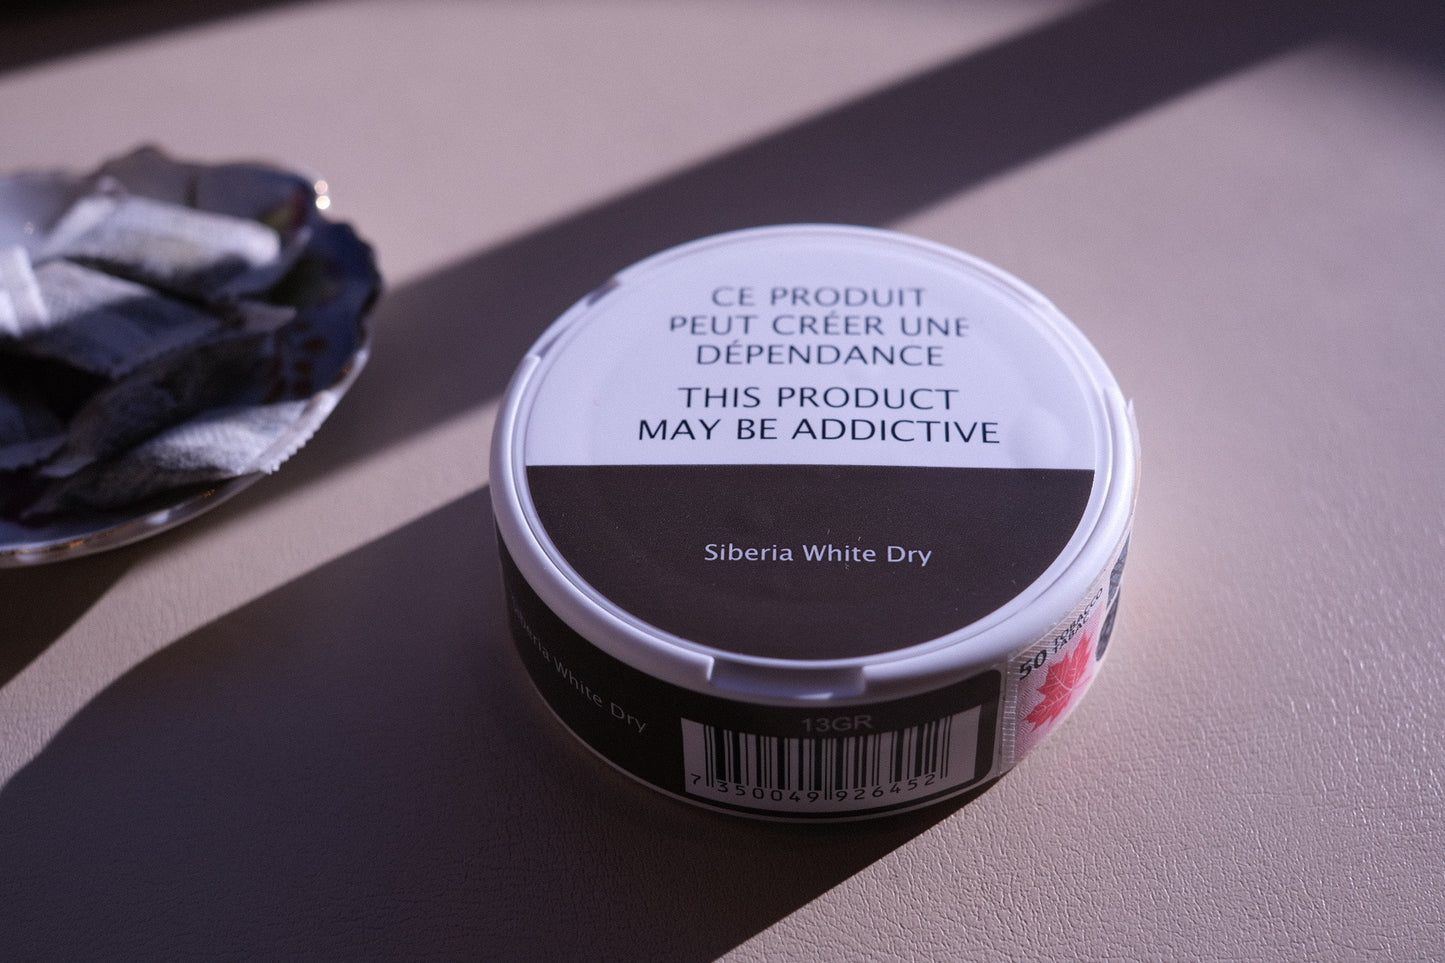 CE PRODUIT
PEUT CRÉER UNE
DÉPENDANCE
THIS PRODUCT
MAY BE ADDICTIVE
Siberia White Dry
Siberia White Dry
13GR
7 350049 926452
50 TOBACCO
TABAC